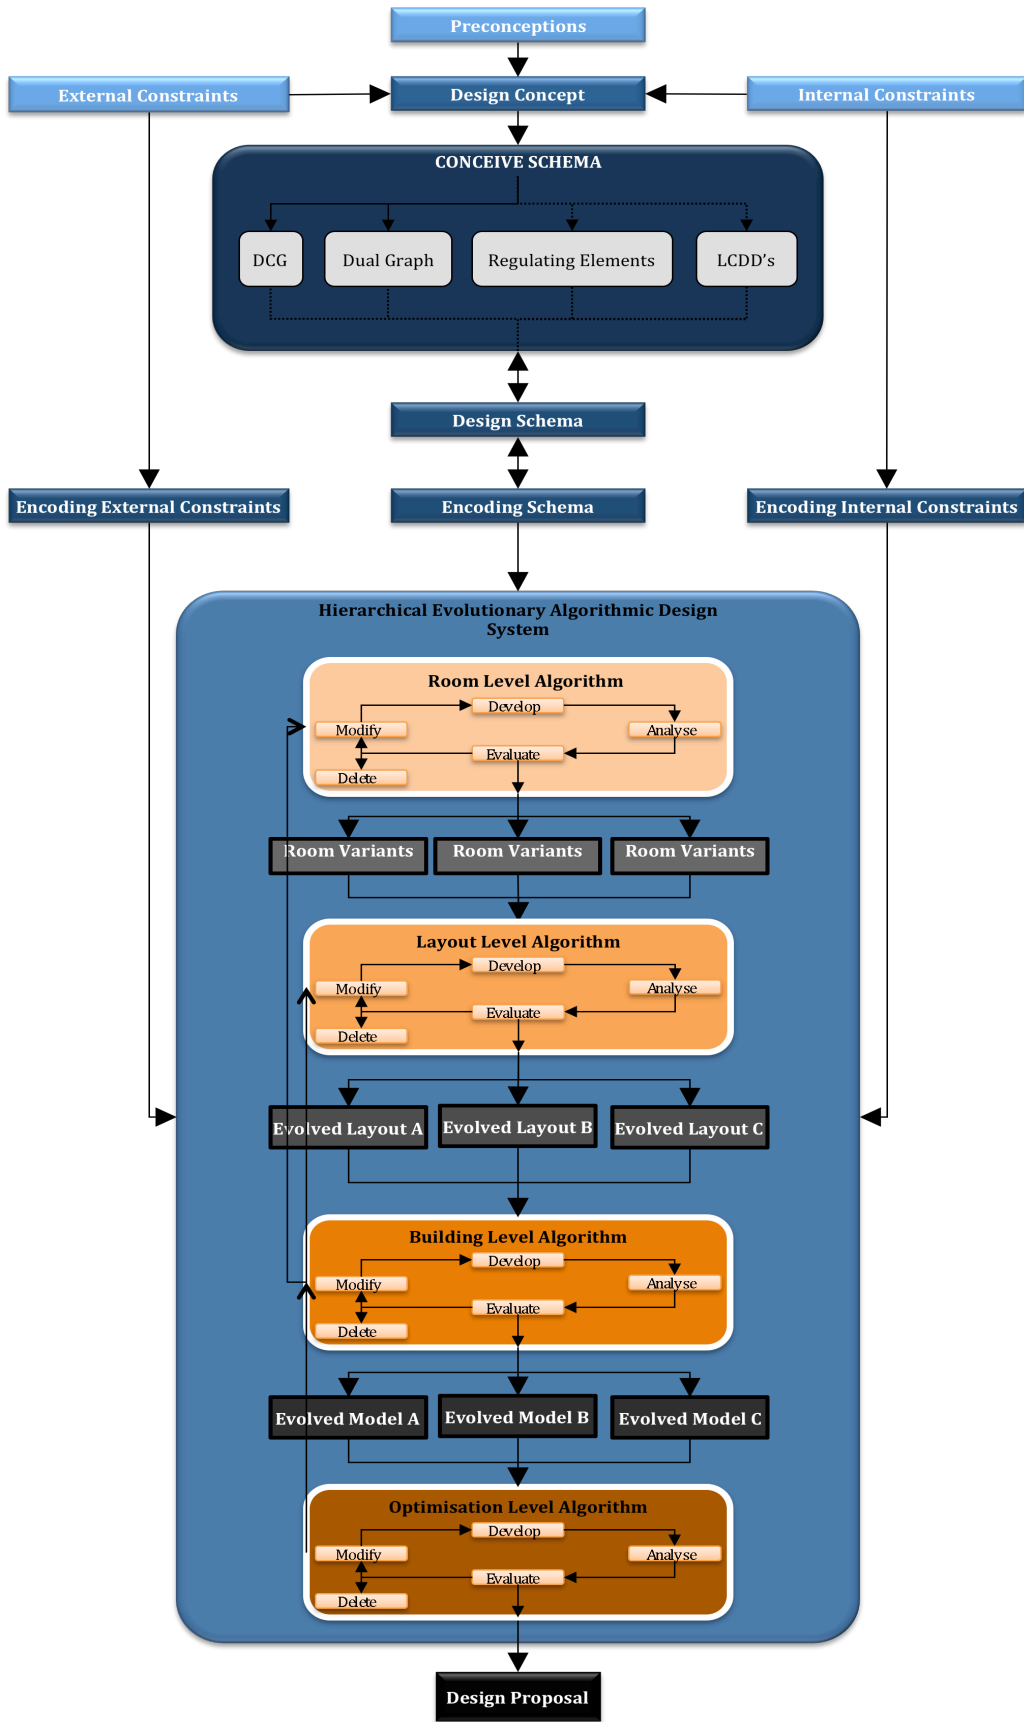 Preconceptions
External Constraints
Design Concept
Internal Constraints
CONCEIVE SCHEMA
DCG
Dual Graph
Regulating Elements
LCDD's
Design Schema
Encoding External Constraints
Encoding Schema
Encoding Internal Constraints
Hierarchical Evolutionary Algorithmic Design
System
Room Level Algorithm
Develop
Modify
Analyse
Evaluate
Delete
Room Variants
Room Variants
Room Variants
Layout Level Algorithm
Develop
Modify
Analyse
Evaluate
Delete
Evolved Layout A
Evolved Layout B
Evolved Layout C
Building Level Algorithm
Develop
Modify
Analyse
Evaluate
Delete
Evolved Model A
Evolved Model B
Evolved Model C
Optimisation Level Algorithm
Develop
Modify
Analyse
Evaluate
Delete
Design Proposal